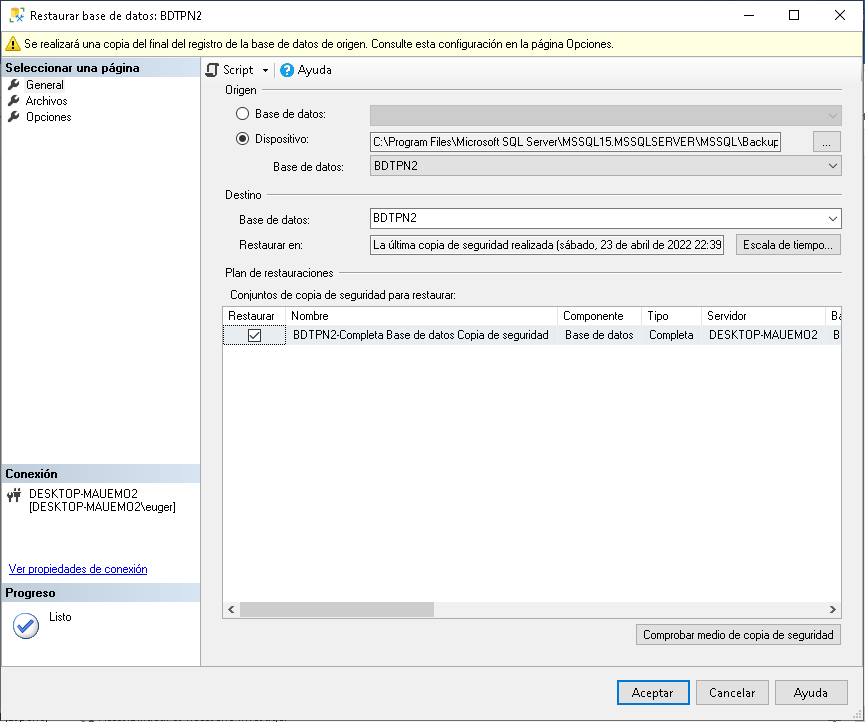 Restaurar base de datos: BDTPN2
Se realizará una copia del final del registro de la base de datos de origen. Consulte esta configuración en la página Opciones.
Seleccionar una página
General
Archivos
Opciones
Script
Ayuda
Origen
Base de datos:
Dispositivo:
C:\Program Files\Microsoft SQL Server\MSSQL15.MSSQLSERVER\MSSQL\Backup
...
Base de datos:
BDTPN2
Destino
Base de datos:
BDTPN2
Restaurar en:
La última copia de seguridad realizada (sábado, 23 de abril de 2022 22:39
Escala de tiempo...
Plan de restauraciones
Conjuntos de copia de seguridad para restaurar:
Restaurar Nombre Componente Tipo Servidor Ba
BDTPN2-Completa Base de datos Copia de seguridad Base de datos Completa DESKTOP-MAUEMO2 B
Conexión
DESKTOP-MAUEMO2
[DESKTOP-MAUEMO2\euger]
Ver propiedades de conexión
Progreso
Listo
Comprobar medio de copia de seguridad
Aceptar
Cancelar
Ayuda